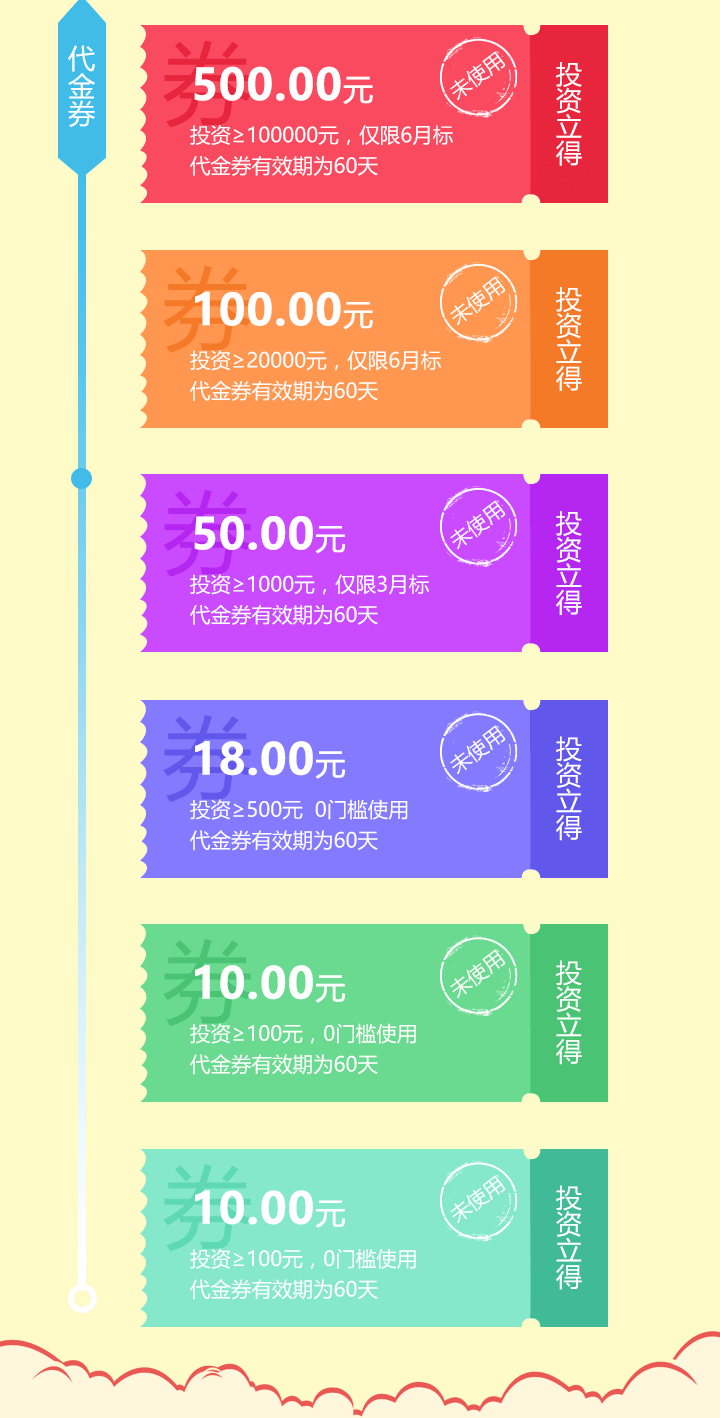 代金券
券
500.00元
未使用
投资≥100000元，仅限6月标
代金券有效期为60天
投资立得
券
100.00元
未使用
投资≥20000元，仅限6月标
代金券有效期为60天
投资立得
券
50.00元
未使用
投资≥1000元，仅限3月标
代金券有效期为60天
投资立得
券
18.00元
未使用
投资≥500元  0门槛使用
代金券有效期为60天
投资立得
券
10.00元
未使用
投资≥100元，0门槛使用
代金券有效期为60天
投资立得
券
10.00元
未使用
投资≥100元，0门槛使用
代金券有效期为60天
投资立得